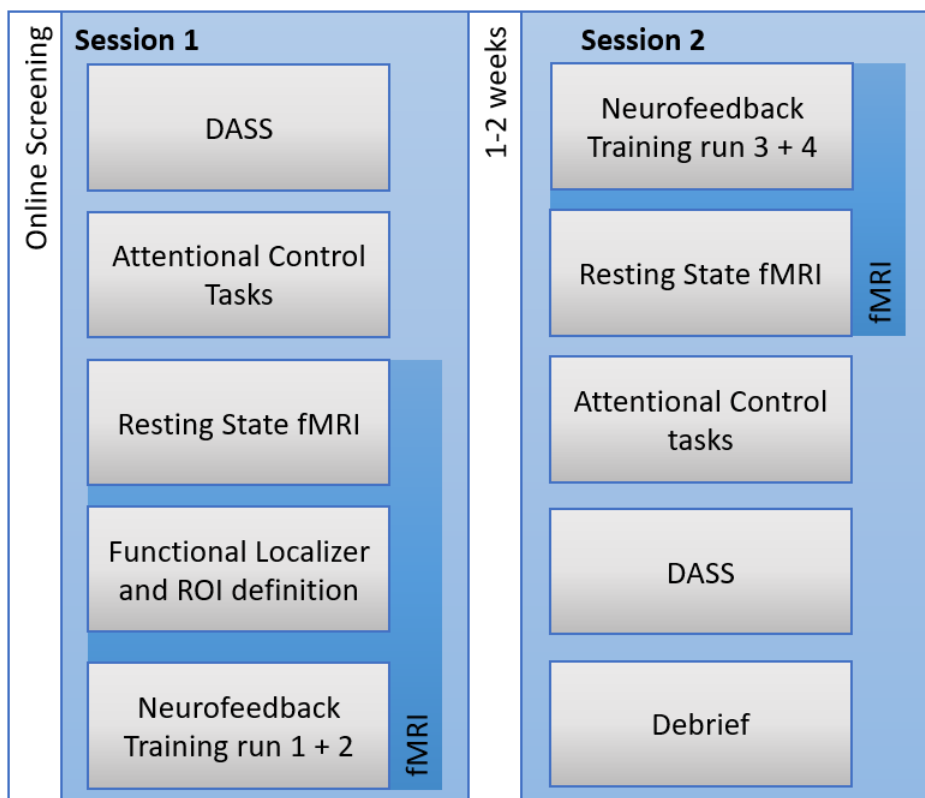 Online Screening
Session 1
DASS
Attentional Control
Tasks
Resting State fMRI
Functional Localizer
and ROI definition
Neurofeedback
Training run 1 + 2
fMRI
1-2 weeks
Session 2
Neurofeedback
Training run 3 + 4
Resting State fMRI
fMRI
Attentional Control
tasks
DASS
Debrief